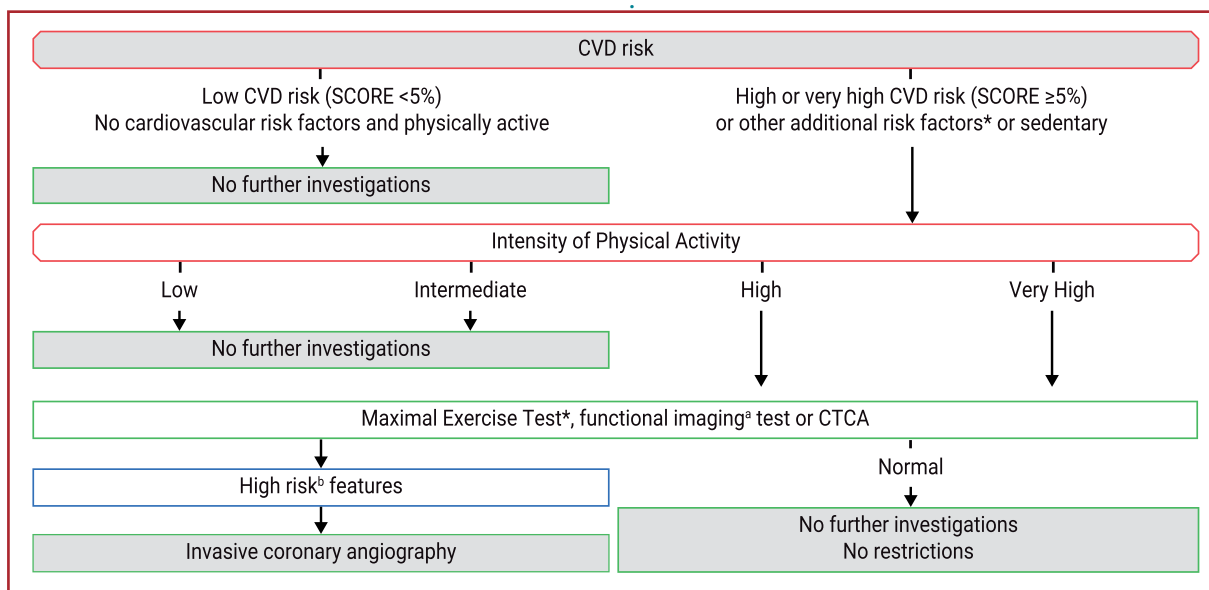 CVD risk
Low CVD risk (SCORE <5%)
No cardiovascular risk factors and physically active
High or very high CVD risk (SCORE ≥5%)
or other additional risk factors* or sedentary
No further investigations
Intensity of Physical Activity
Low
Intermediate
High
Very High
No further investigations
Maximal Exercise Test*, functional imagingᵃ test or CTCA
High riskᵇ features
Normal
Invasive coronary angiography
No further investigations
No restrictions